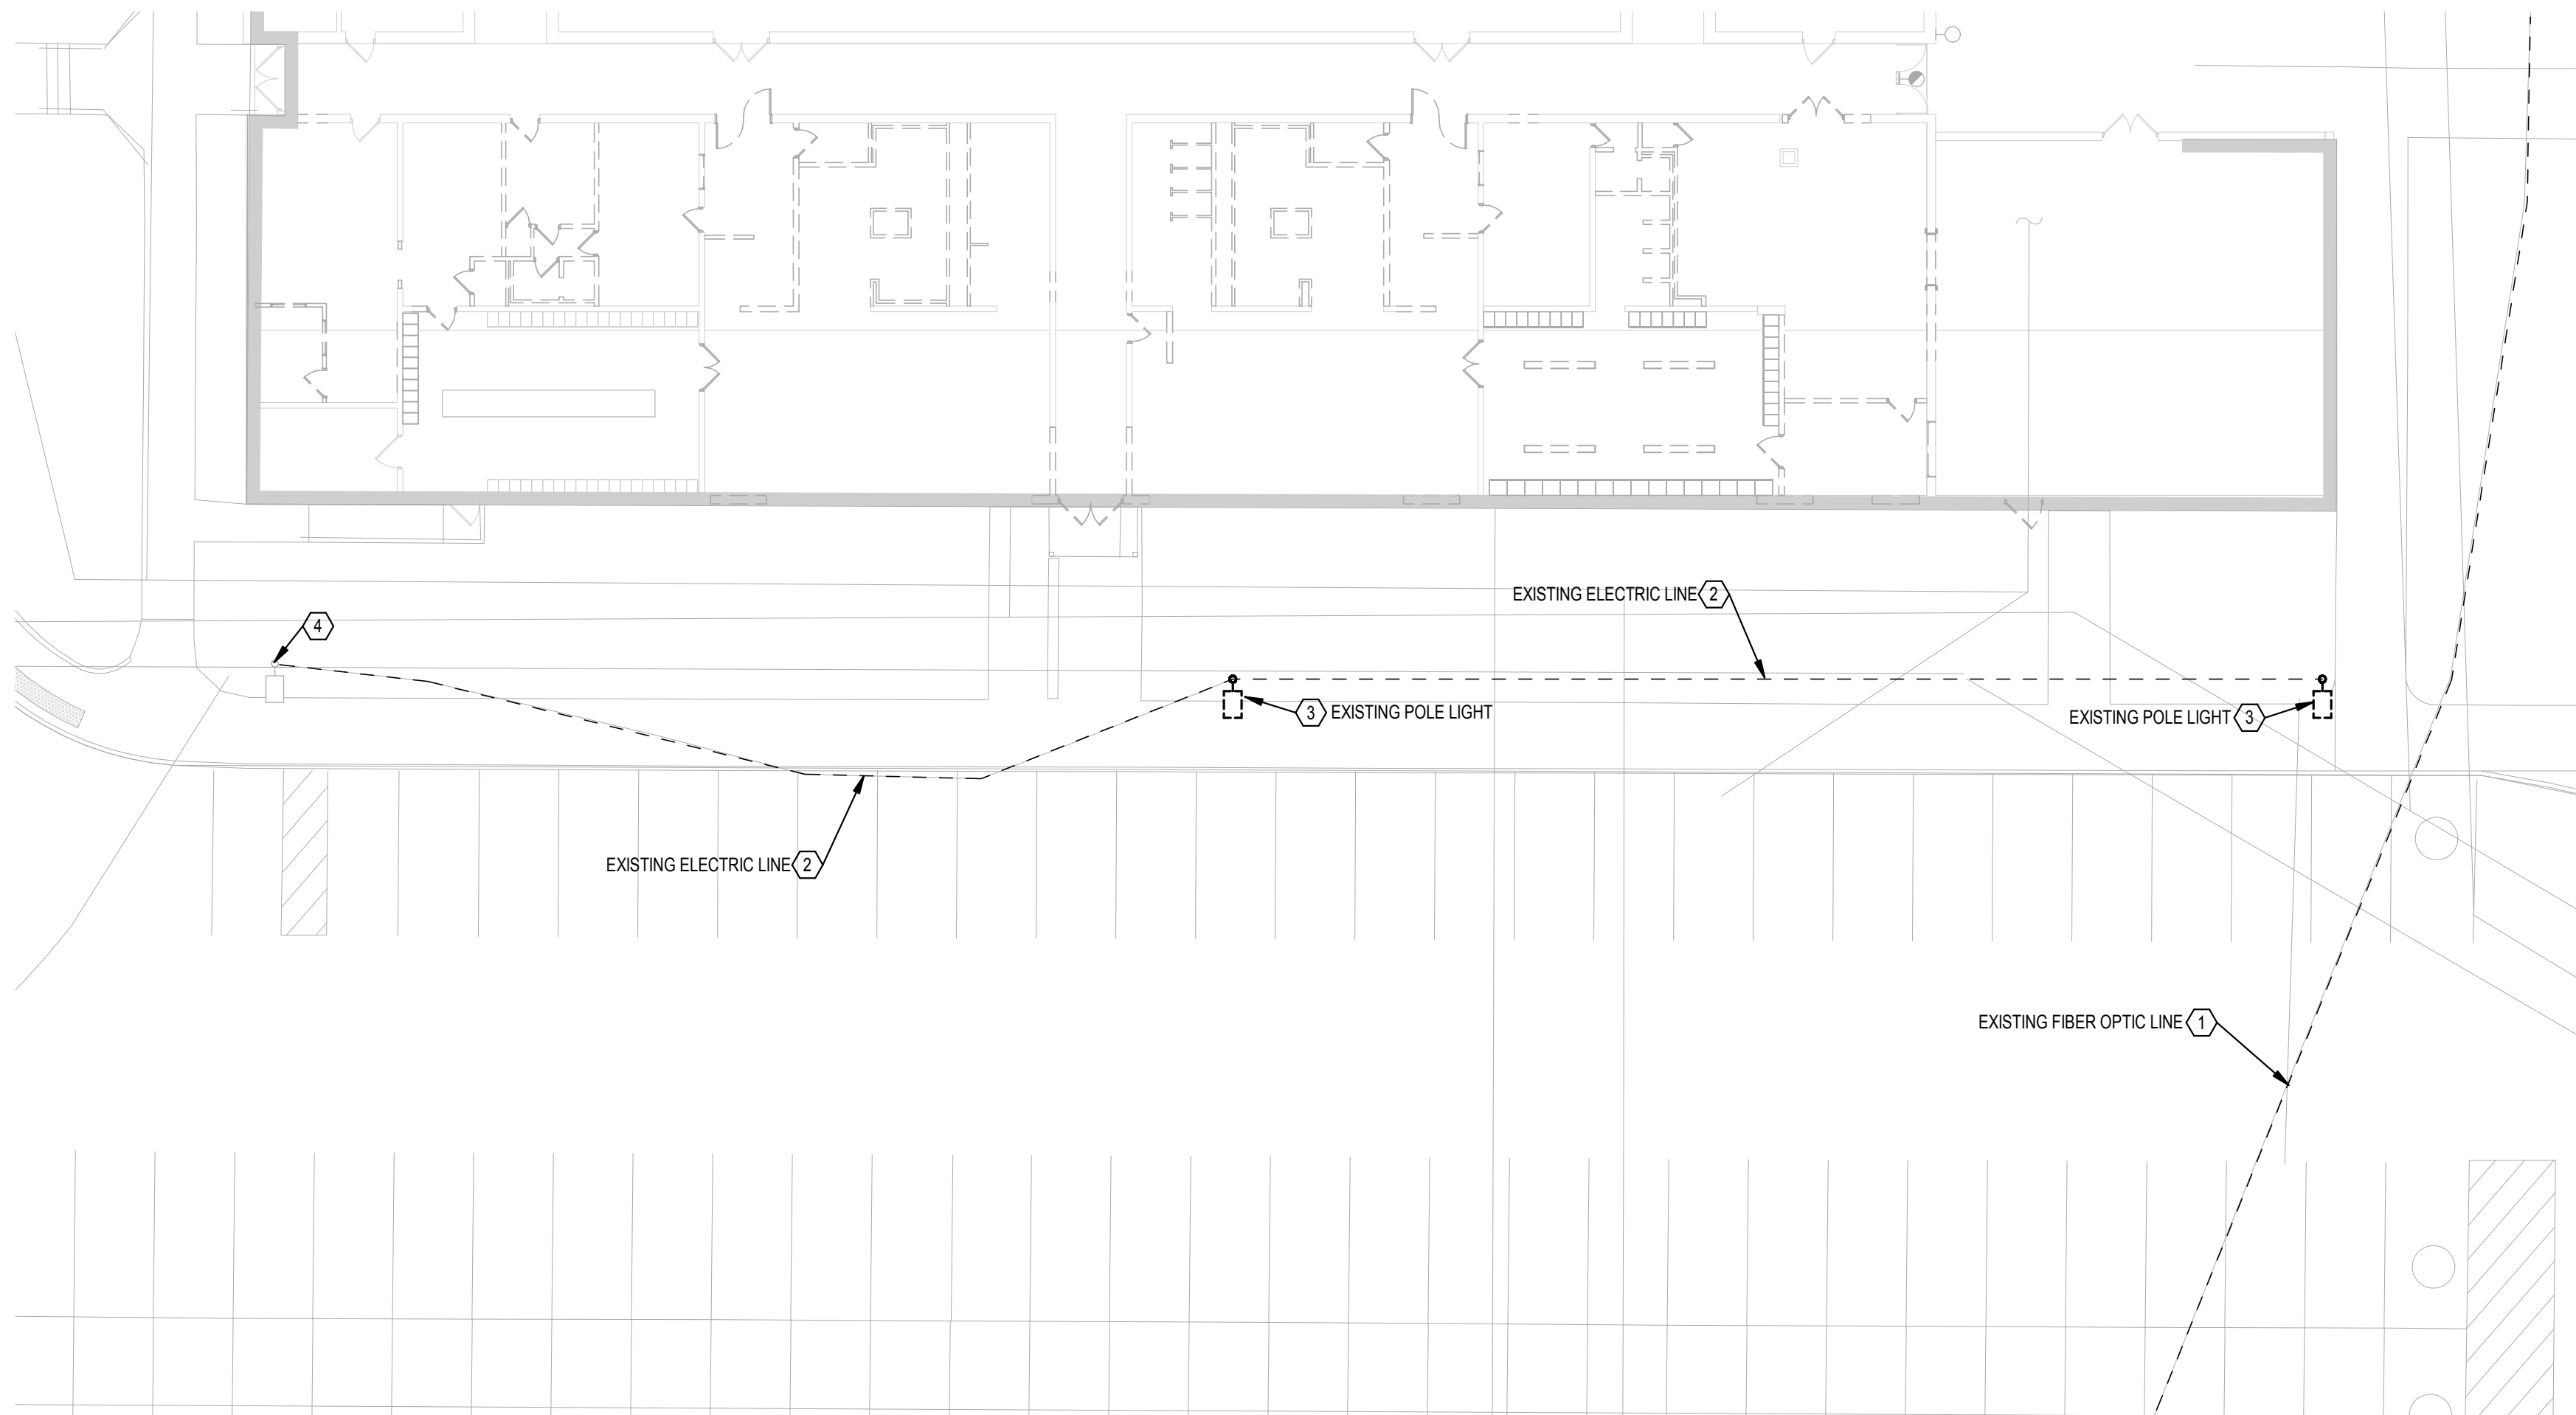 EXISTING ELECTRIC LINE 2
4
3 EXISTING POLE LIGHT
EXISTING POLE LIGHT 3
EXISTING ELECTRIC LINE 2
EXISTING FIBER OPTIC LINE 1